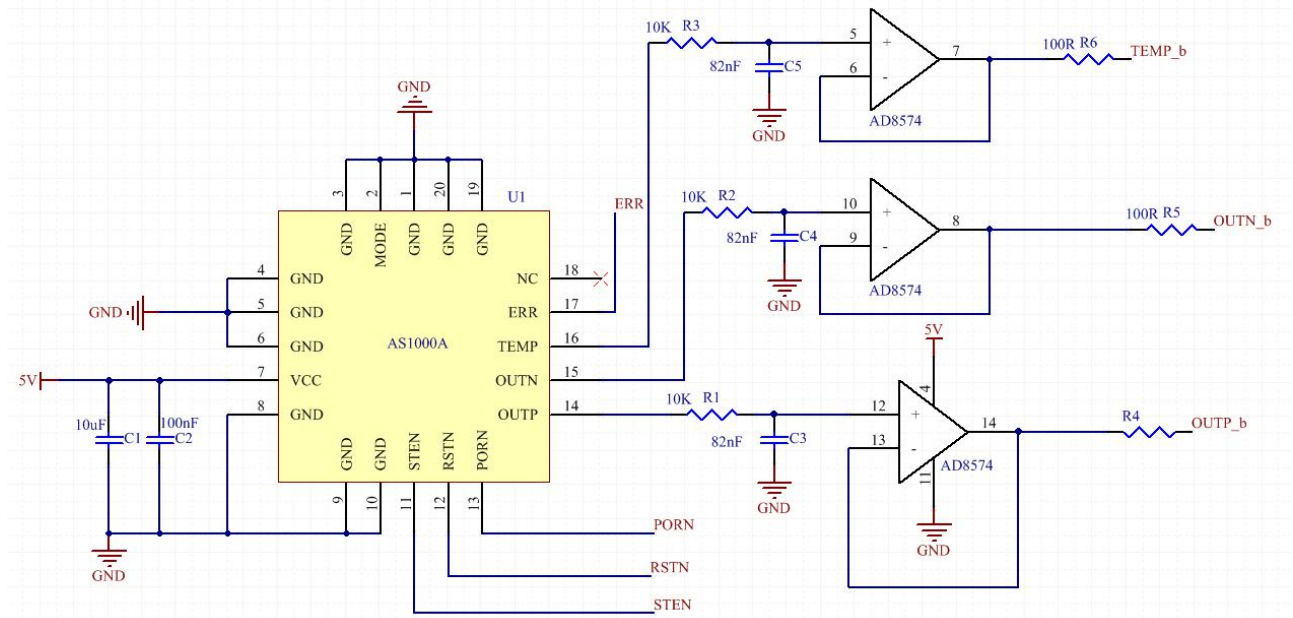 10K R3
5
7
100R R6
TEMP_b
82nF
C5
6
+
-
GND
AD8574
GND
3
2
1
20
19
U1
GND
MODE
GND
GND
GND
ERR
10K R2
10
8
100R R5
OUTN_b
82nF
C4
9
+
-
GND
AD8574
4
GND
NC
18
GND
5
GND
ERR
17
6
GND
AS1000A
TEMP
16
5V
7
VCC
OUTN
15
8
GND
OUTP
14
10uF
C1
100nF
C2
GND
GND
STEN
RSTN
PORN
9
10
11
12
13
GND
10K R1
5V
4
12
14
R4
OUTP_b
82nF
C3
13
+
-
GND
AD8574
11
GND
PORN
RSTN
STEN